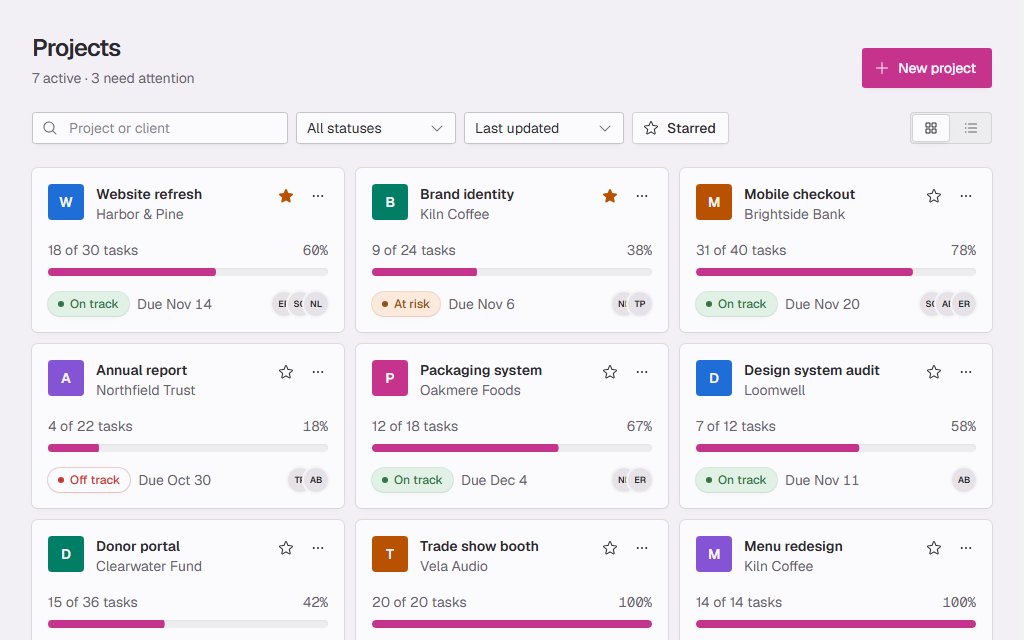 Projects
7 active · 3 need attention
New project
Project or client
All statuses
Last updated
Starred
W
Website refresh
Harbor & Pine
18 of 30 tasks
60%
On track
Due Nov 14
NL
B
Brand identity
Kiln Coffee
9 of 24 tasks
38%
At risk
Due Nov 6
TP
M
Mobile checkout
Brightside Bank
31 of 40 tasks
78%
On track
Due Nov 20
ER
A
Annual report
Northfield Trust
4 of 22 tasks
18%
Off track
Due Oct 30
AB
P
Packaging system
Oakmere Foods
12 of 18 tasks
67%
On track
Due Dec 4
ER
D
Design system audit
Loomwell
7 of 12 tasks
58%
On track
Due Nov 11
AB
D
Donor portal
Clearwater Fund
15 of 36 tasks
42%
T
Trade show booth
Vela Audio
20 of 20 tasks
100%
M
Menu redesign
Kiln Coffee
14 of 14 tasks
100%